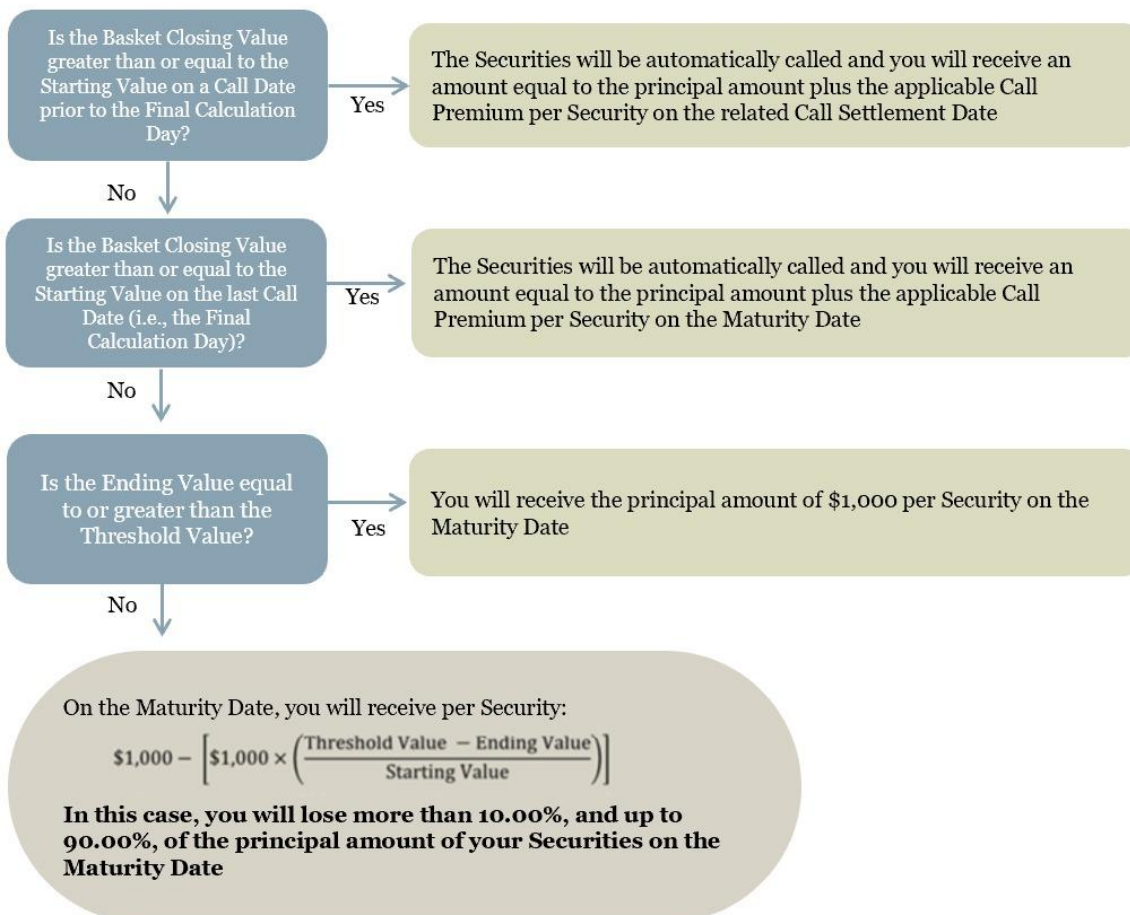 Is the Basket Closing Value
greater than or equal to the
Starting Value on a Call Date
prior to the Final Calculation
Day?
Yes
The Securities will be automatically called and you will receive an
amount equal to the principal amount plus the applicable Call
Premium per Security on the related Call Settlement Date
No
Is the Basket Closing Value
greater than or equal to the
Starting Value on the last Call
Date (i.e., the Final
Calculation Day)?
Yes
The Securities will be automatically called and you will receive an
amount equal to the principal amount plus the applicable Call
Premium per Security on the Maturity Date
No
Is the Ending Value equal
to or greater than the
Threshold Value?
Yes
You will receive the principal amount of $1,000 per Security on the
Maturity Date
No
On the Maturity Date, you will receive per Security:
$1,000 − [$1,000 × (Threshold Value − Ending Value / Starting Value)]
In this case, you will lose more than 10.00%, and up to
90.00%, of the principal amount of your Securities on the
Maturity Date